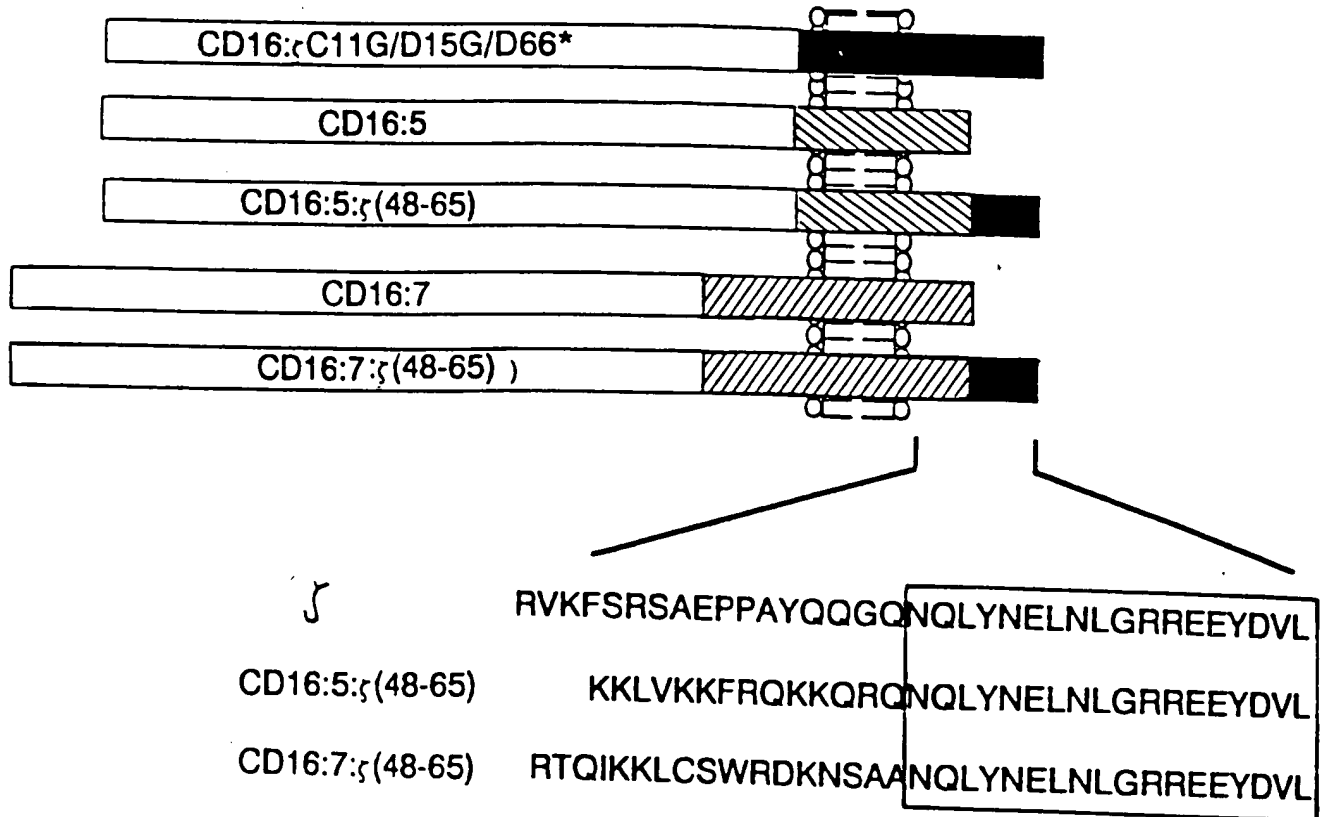 CD16:ζC11G/D15G/D66*
CD16:5
CD16:5:ζ(48-65)
CD16:7
CD16:7:ζ(48-65) )
ζ RVKFSRSAEPPAYQQGQNQLYNELNLGRREEYDVL
CD16:5:ζ(48-65) KKLVKKFRQKKQRQNQLYNELNLGRREEYDVL
CD16:7:ζ(48-65) RTQIKKLCSWRDKNSAANQLYNELNLGRREEYDVL